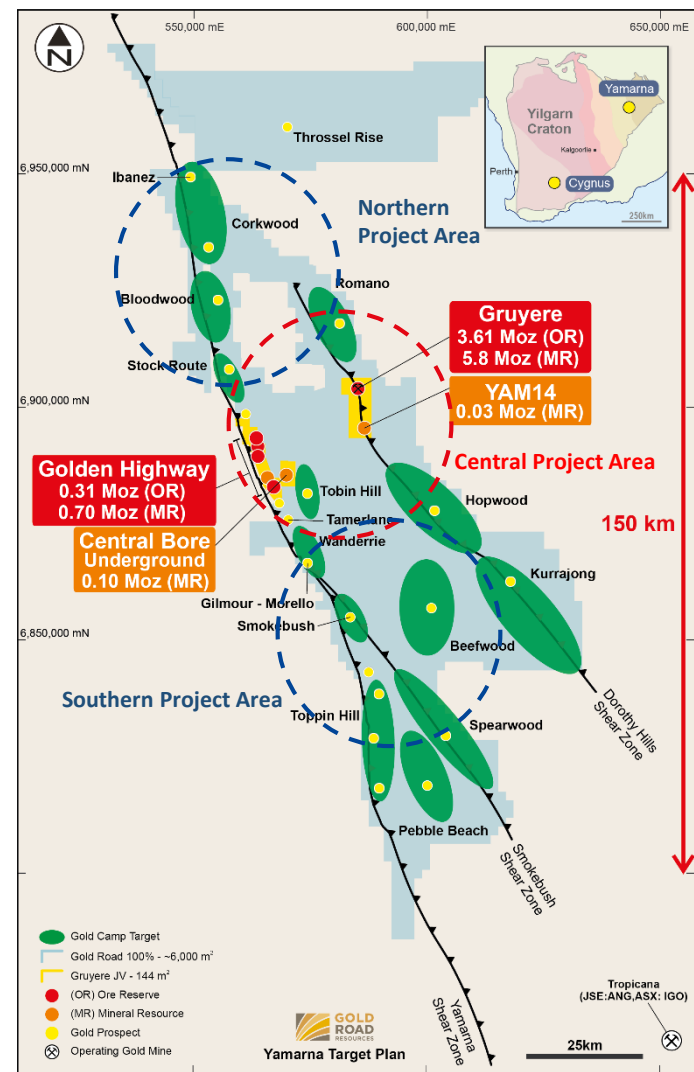 550,000 mE
600,000 mE
650,000 mE
N
Throssel Rise
Yamarna
Yilgarn
Craton
Kalgoorlie
Perth
Cygnus
250km
6,950,000 mN
Ibanez
Corkwood
Northern
Project Area
Bloodwood
Romano
Stock Route
Gruyere
3.61 Moz (OR)
5.8 Moz (MR)
YAM14
0.03 Moz (MR)
6,900,000 mN
Golden Highway
0.31 Moz (OR)
0.70 Moz (MR)
Central Project Area
Tobin Hill
Hopwood
Tamerlane
Central Bore
Underground
0.10 Moz (MR)
150 km
Wanderrie
Kurrajong
Gilmour - Morello
Smokebush
6,850,000 mN
Beefwood
Southern Project Area
Toppin Hill
Spearwood
Dorothy Hills
Shear Zone
Pebble Beach
Smokebush
Shear Zone
Yamarna
Shear Zone
Gold Camp Target
Gold Road 100% - ~6,000 m²
Gruyere JV - 144 m²
(OR) Ore Reserve
(MR) Mineral Resource
Gold Prospect
Operating Gold Mine
GOLD
ROAD
RESOURCES
Yamarna Target Plan
Tropicana
(JSE:ANG,ASX: IGO)
25km